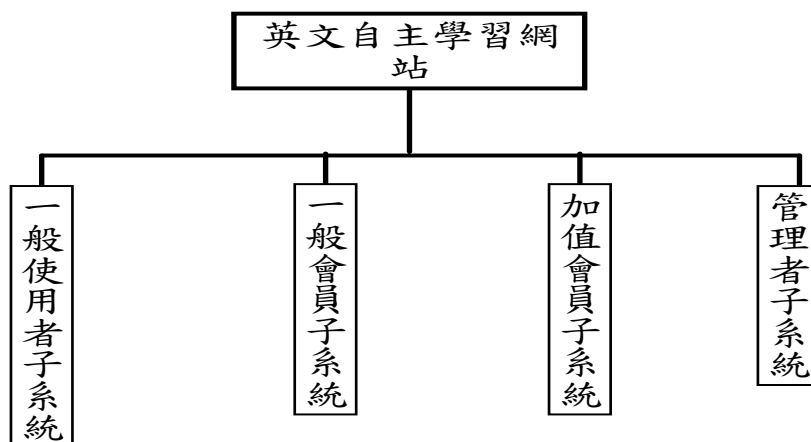 英文自主學習網
站
一般使用者子系統
一般會員子系統
加值會員子系統
管理者子系統